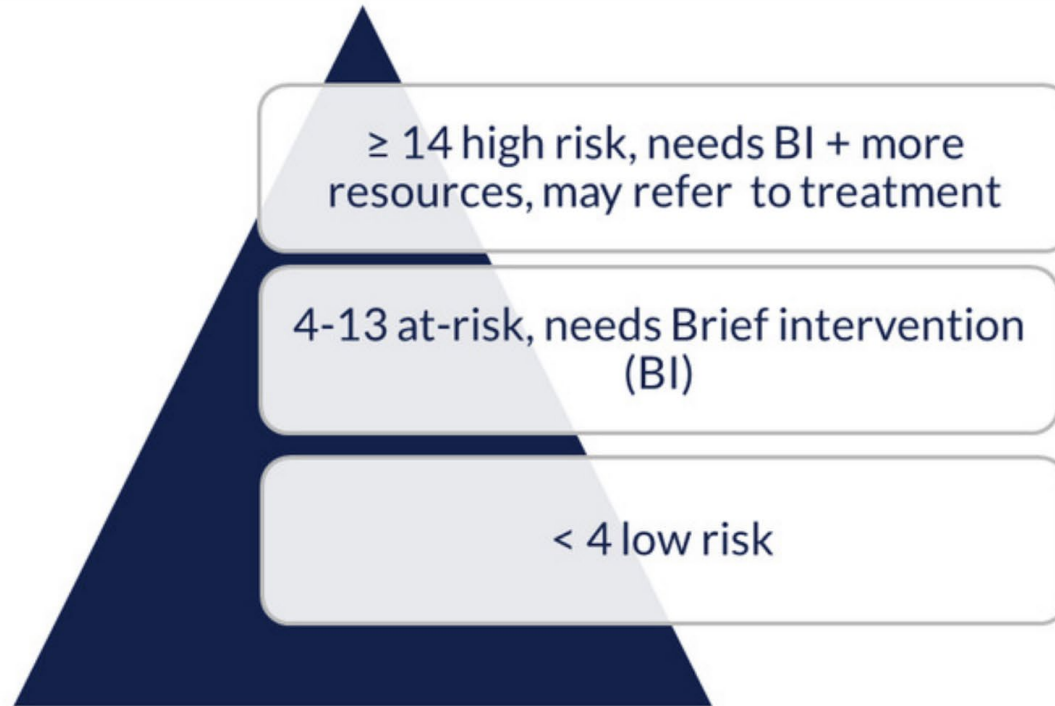 ≥ 14 high risk, needs BI + more
resources, may refer to treatment
4-13 at-risk, needs Brief intervention
(BI)
< 4 low risk